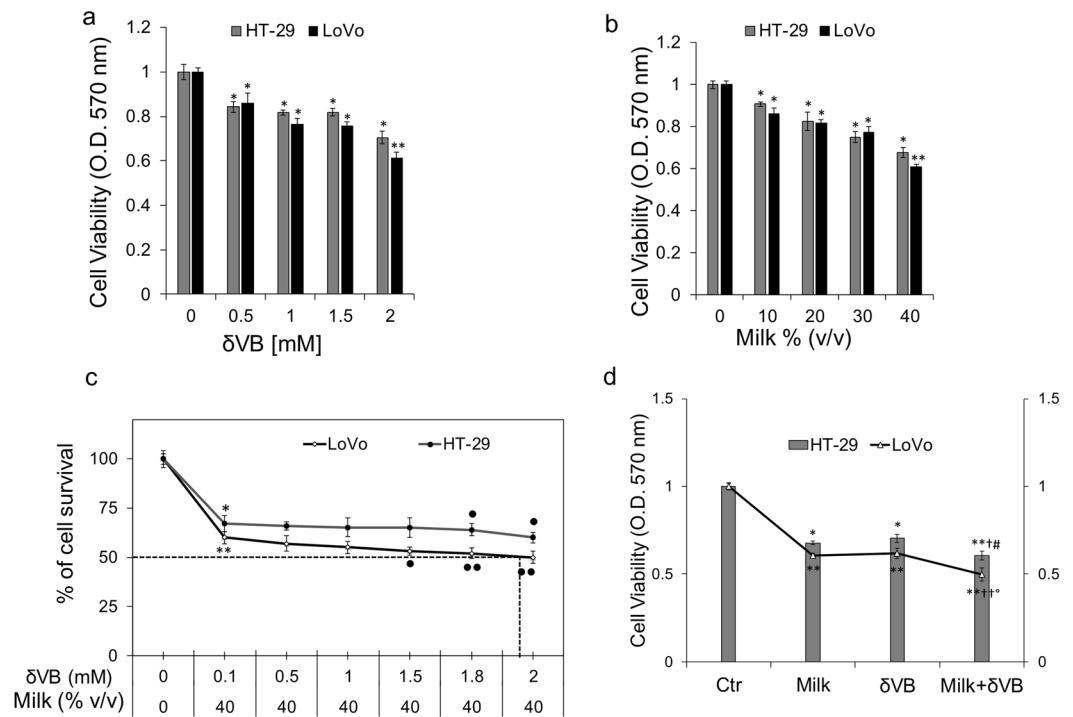 a
Cell Viability (O.D. 570 nm)
HT-29 LoVo
1.2
1
0.8
0.6
0.4
0.2
0
* * * * * * * **
0 0.5 1 1.5 2
δVB [mM]
b
Cell Viability (O.D. 570 nm)
HT-29 LoVo
1.2
1
0.8
0.6
0.4
0.2
0
* * * * * * * **
0 10 20 30 40
Milk % (v/v)
c
% of cell survival
LoVo HT-29
100
75
50
25
0
*
**
● ●
● ●● ●●
δVB (mM) 0 0.1 0.5 1 1.5 1.8 2
Milk (% v/v) 0 40 40 40 40 40 40
d
Cell Viability (O.D. 570 nm)
HT-29 LoVo
1.5 1.5
1 1
0.5 0.5
0 0
* * **†#
** ** **††°
Ctr Milk δVB Milk+δVB